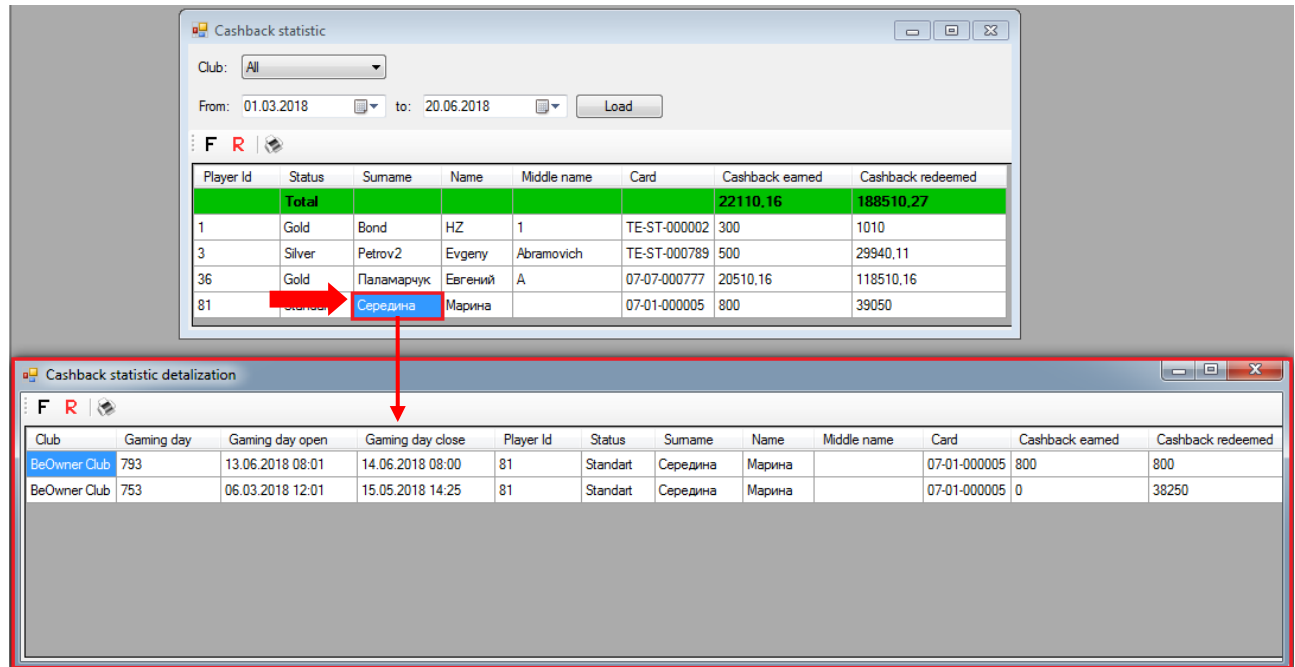 Cashback statistic
Club: All
From: 01.03.2018 to: 20.06.2018 Load
F R
Player Id Status Surname Name Middle name Card Cashback earned Cashback redeemed
Total 22110,16 188510,27
1 Gold Bond HZ 1 TE-ST-000002 300 1010
3 Silver Petrov2 Evgeny Abramovich TE-ST-000789 500 29940,11
36 Gold Паламарчук Евгений A 07-07-000777 20510,16 118510,16
81 Середина Марина 07-01-000005 800 39050
Cashback statistic detalization
F R
Club Gaming day Gaming day open Gaming day close Player Id Status Surname Name Middle name Card Cashback earned Cashback redeemed
BeOwner Club 793 13.06.2018 08:01 14.06.2018 08:00 81 Standart Середина Марина 07-01-000005 800 800
BeOwner Club 753 06.03.2018 12:01 15.05.2018 14:25 81 Standart Середина Марина 07-01-000005 0 38250